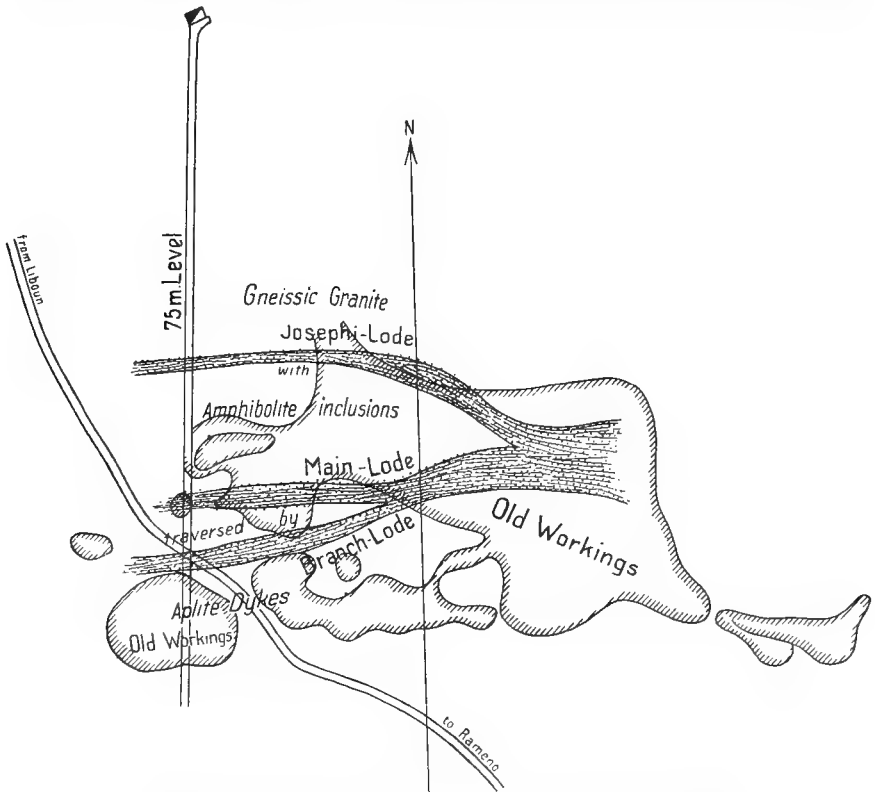 N
from Liboun
75m. Level
Gneissic Granite
Josephi-Lode
with
Amphibolite inclusions
Main-Lode
traversed by
Old Workings
Branch-Lode
Aplite-Dykes
Old Workings
to Rameno